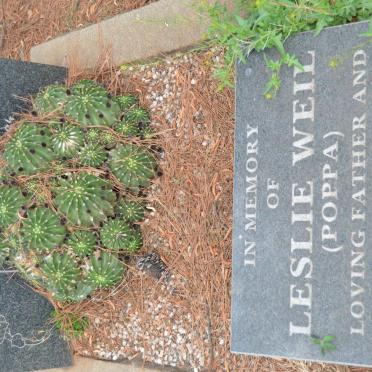 IN MEMORY
OF
LESLIE WEIL
(POPPA)
LOVING FATHER AND